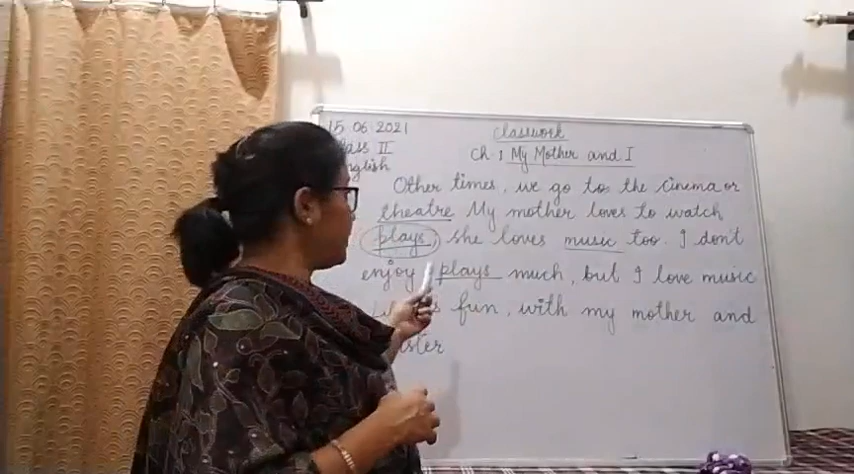 15 06 2021
Classwork
Class II
Ch 1 My Mother and I
English
Other times, we go to the Cinema or
theatre My mother loves to watch
plays she loves music too. I don't
enjoy plays much, but I love music
fun, with my mother and